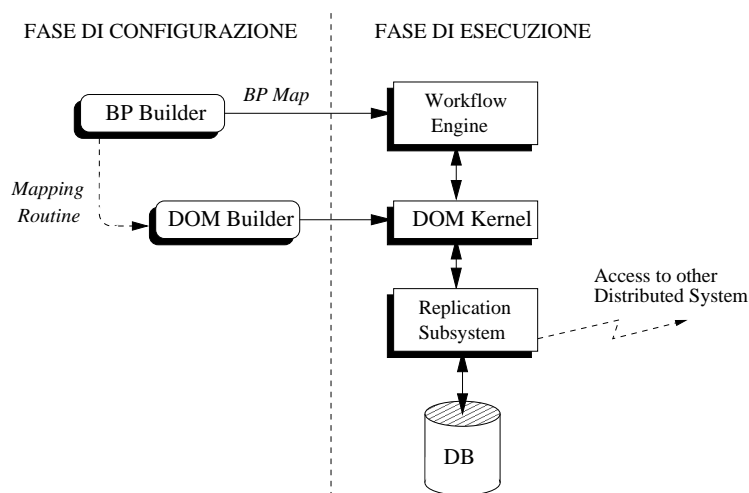 FASE DI CONFIGURAZIONE
FASE DI ESECUZIONE
BP Builder
BP Map
Workflow
Engine
Mapping
Routine
DOM Builder
DOM Kernel
Replication
Subsystem
Access to other
Distributed System
DB